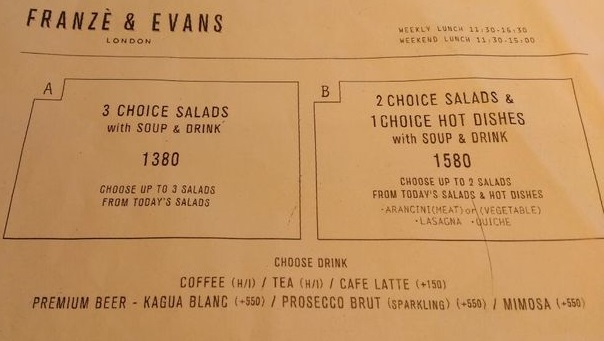 FRANZÈ & EVANS
LONDON
WEEKLY LUNCH 11:30-16:30
WEEKEND LUNCH 11:30-15:00
A
3 CHOICE SALADS
with SOUP & DRINK
1380
CHOOSE UP TO 3 SALADS
FROM TODAY'S SALADS
B
2 CHOICE SALADS &
1 CHOICE HOT DISHES
with SOUP & DRINK
1580
CHOOSE UP TO 2 SALADS
FROM TODAY'S SALADS & HOT DISHES
·ARANCINI(MEAT)or(VEGETABLE)
·LASAGNA ·QUICHE
CHOOSE DRINK
COFFEE (H/I) / TEA (H/I) / CAFE LATTE (+150)
PREMIUM BEER - KAGUA BLANC (+550) / PROSECCO BRUT (SPARKLING) (+550) / MIMOSA (+550)